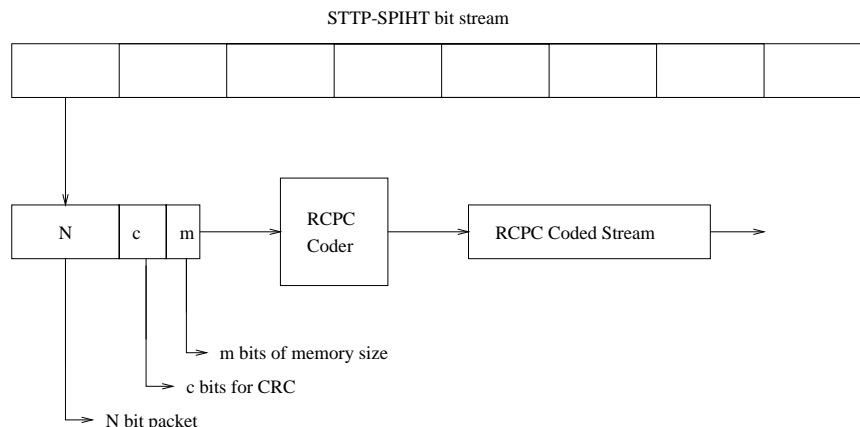 STTP-SPIHT bit stream
N
c
m
RCPC
Coder
RCPC Coded Stream
m bits of memory size
c bits for CRC
N bit packet